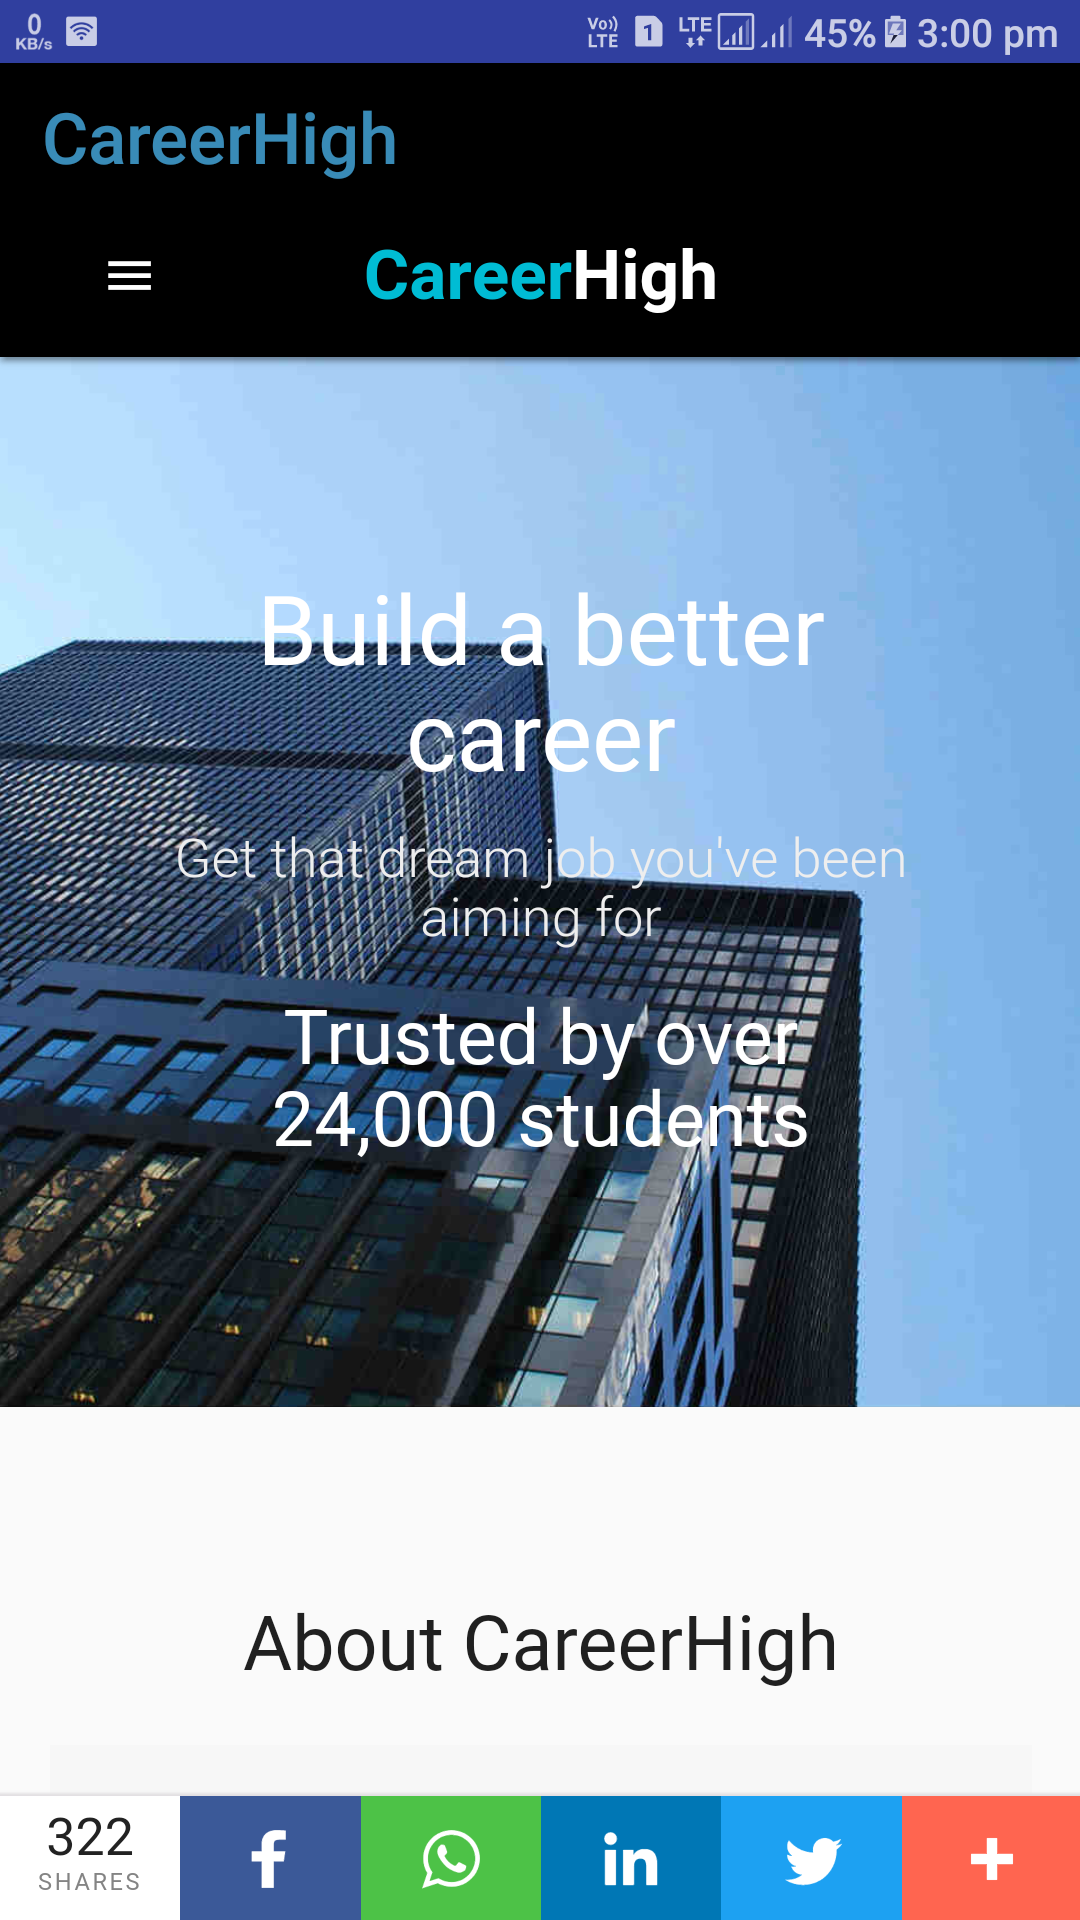 0
KB/s
Vo))
LTE
1
LTE
45%
3:00 pm
CareerHigh
CareerHigh
Build a better
career
Get that dream job you've been
aiming for
Trusted by over
24,000 students
About CareerHigh
322
SHARES